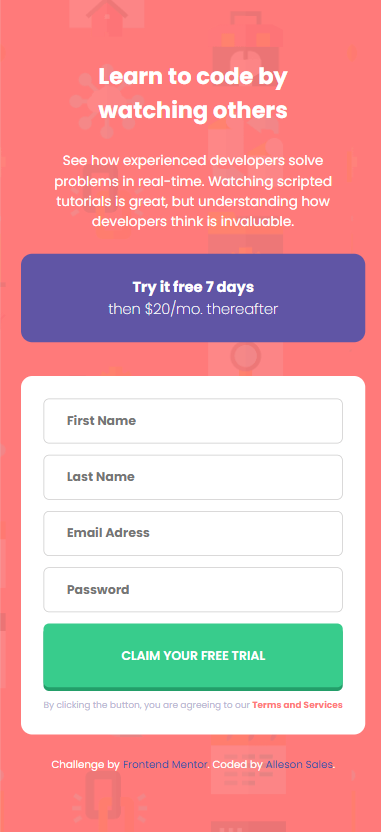 Learn to code by
watching others
See how experienced developers solve
problems in real-time. Watching scripted
tutorials is great, but understanding how
developers think is invaluable.
Try it free 7 days
then $20/mo. thereafter
First Name
Last Name
Email Adress
Password
CLAIM YOUR FREE TRIAL
By clicking the button, you are agreeing to our Terms and Services
Challenge by Frontend Mentor. Coded by Alleson Sales.